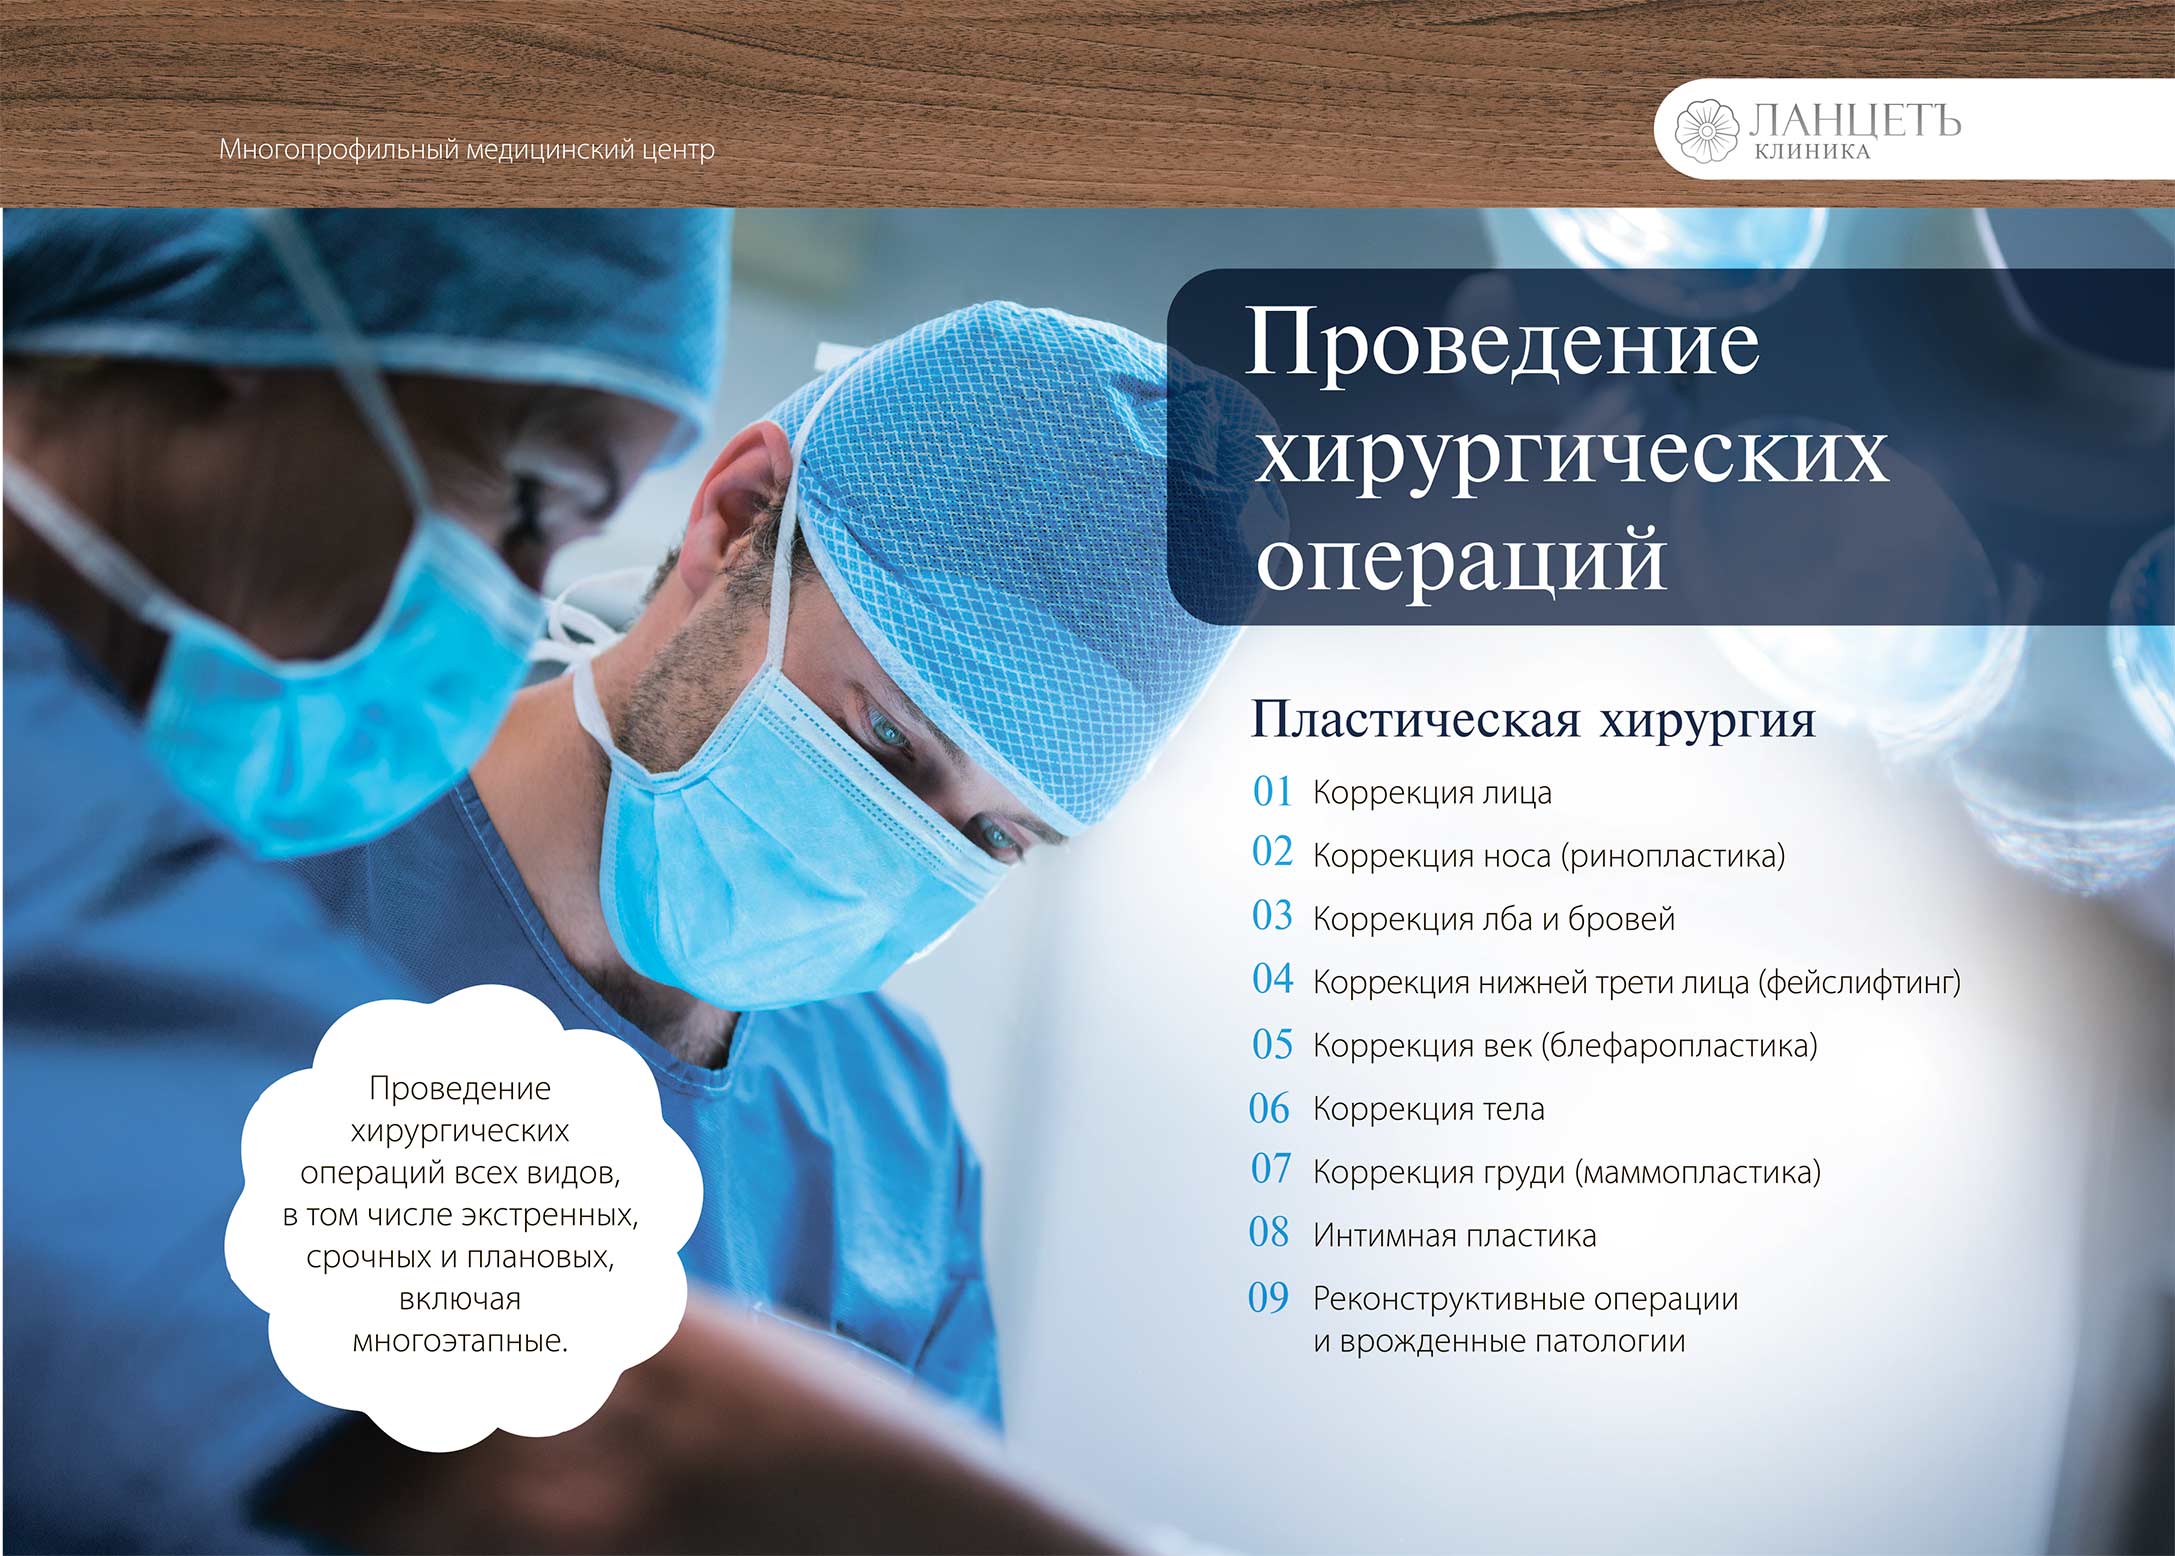 Многопрофильный медицинский центр
ЛАНЦЕТЪ
КЛИНИКА
Проведение
хирургических
операций
Пластическая хирургия
01 Коррекция лица
02 Коррекция носа (ринопластика)
03 Коррекция лба и бровей
04 Коррекция нижней трети лица (фейслифтинг)
05 Коррекция век (блефаропластика)
06 Коррекция тела
07 Коррекция груди (маммопластика)
08 Интимная пластика
09 Реконструктивные операции
и врожденные патологии
Проведение
хирургических
операций всех видов,
в том числе экстренных,
срочных и плановых,
включая
многоэтапные.